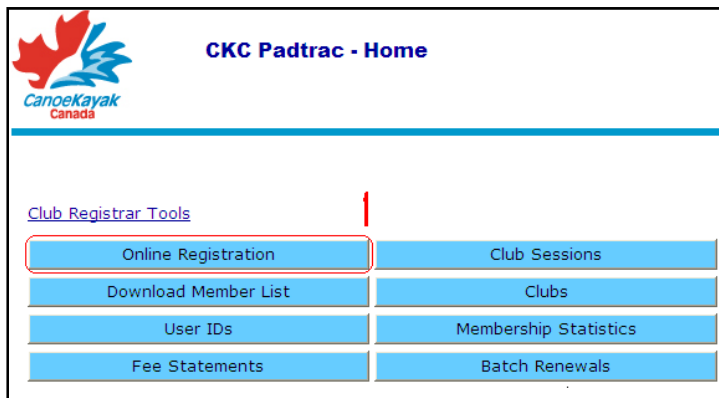 CKC Padtrac - Home
CanoeKayak
Canada
Club Registrar Tools
1
Online Registration Club Sessions
Download Member List Clubs
User IDs Membership Statistics
Fee Statements Batch Renewals